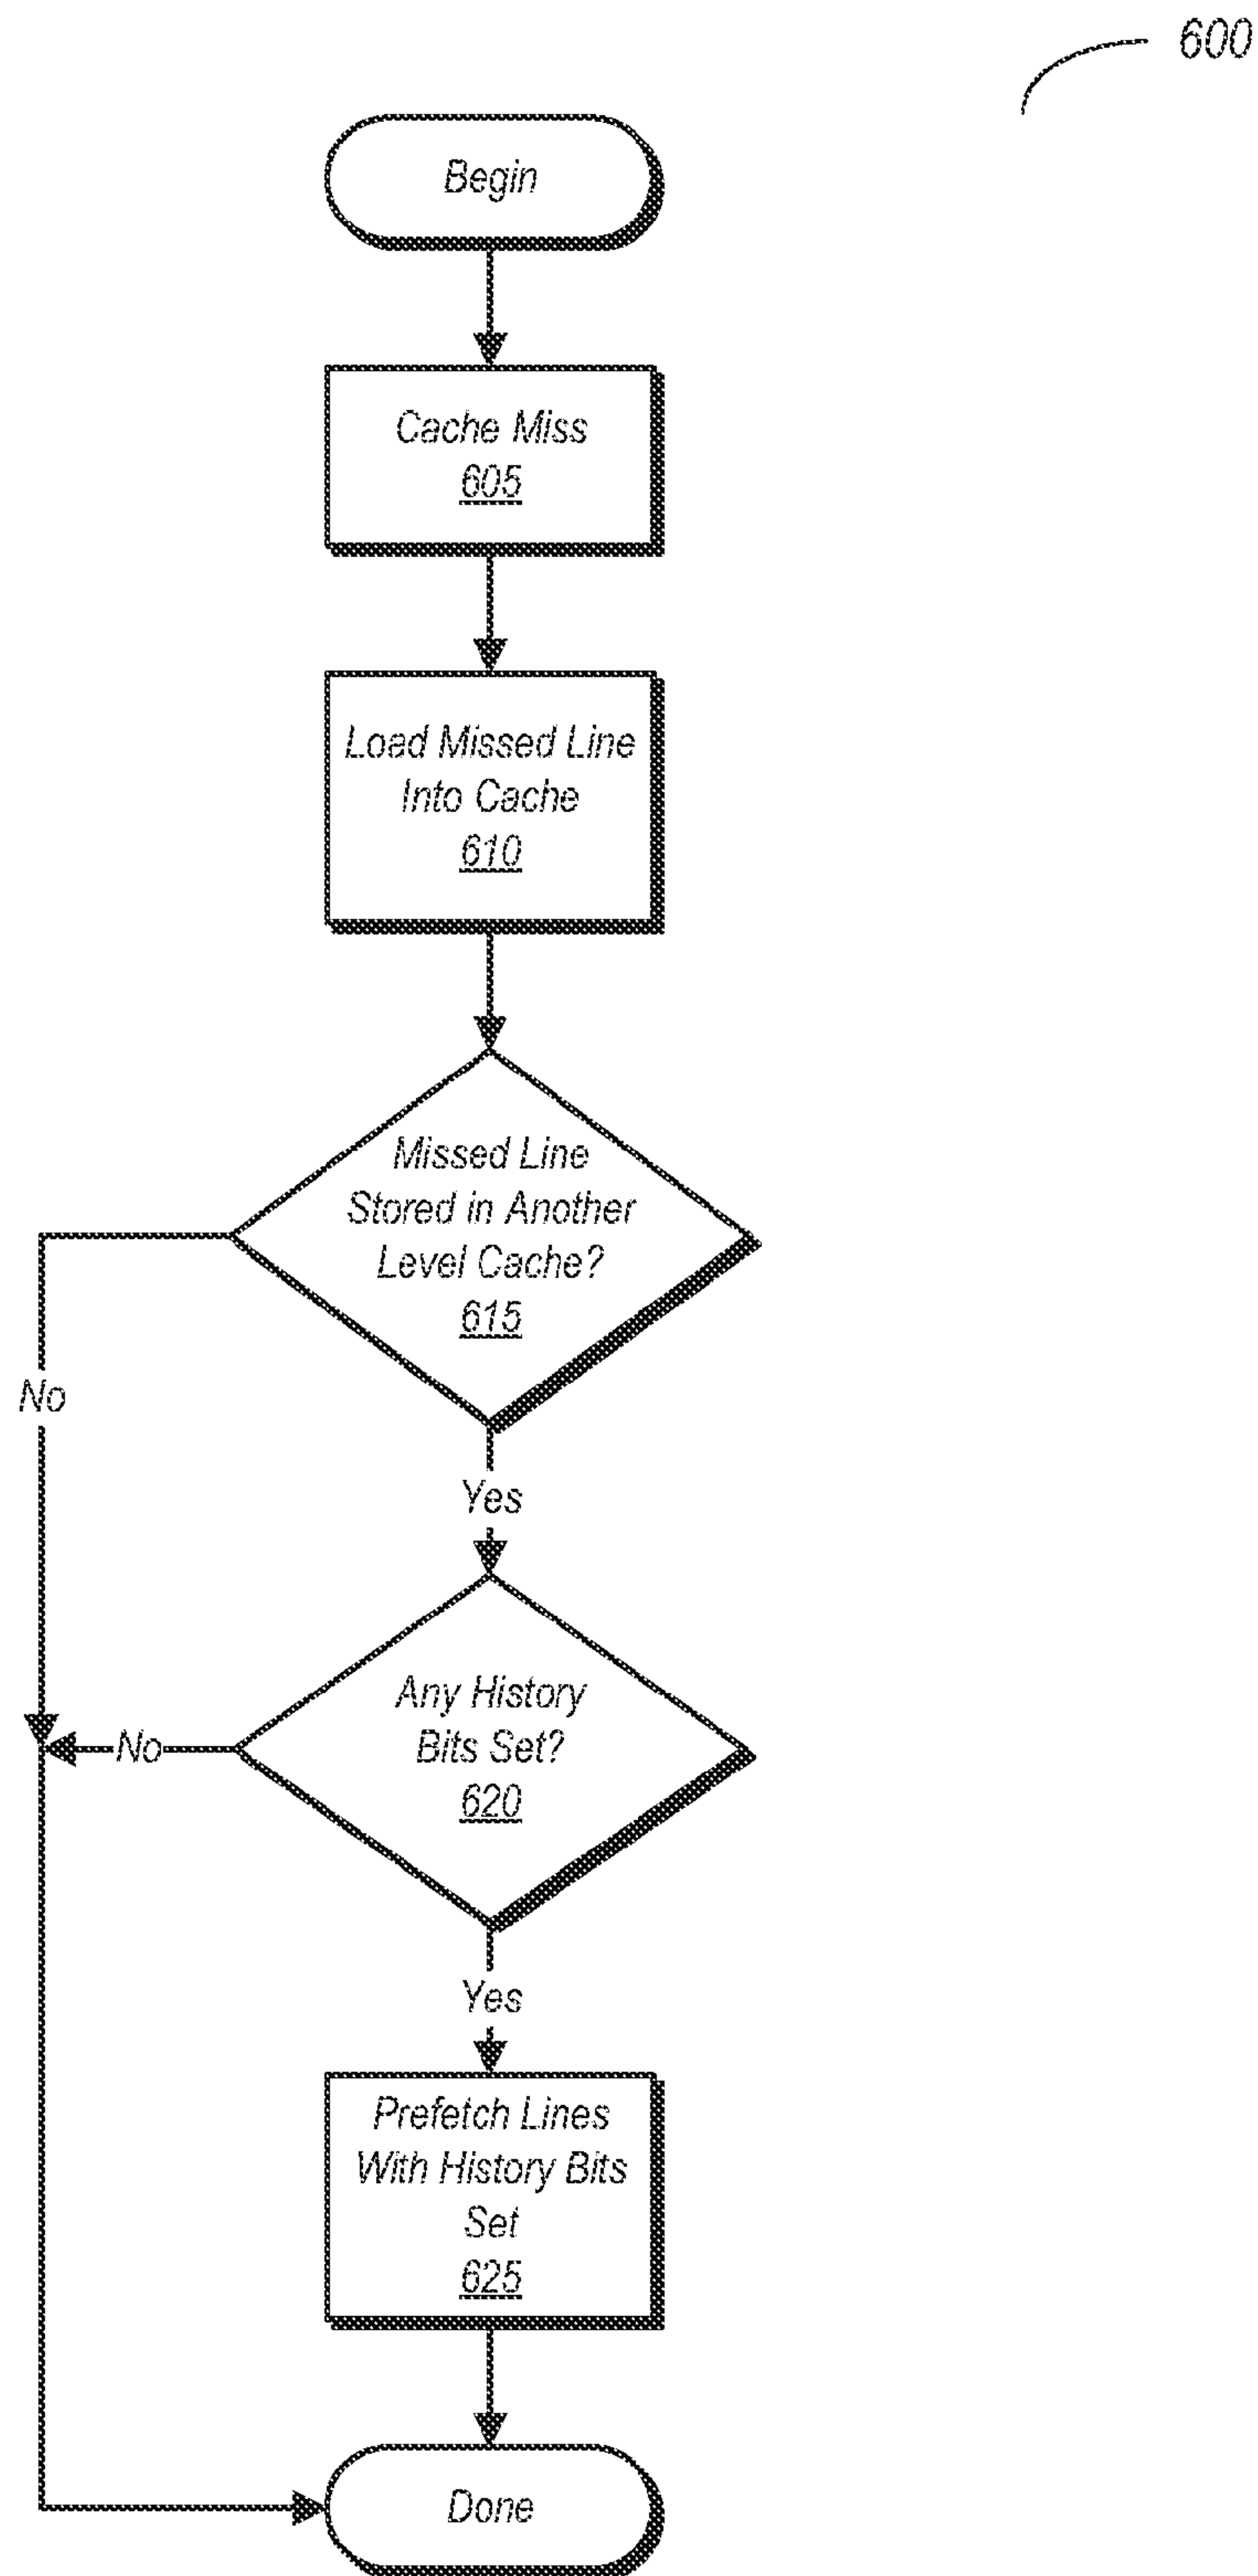 600
Begin
Cache Miss
605
Load Missed Line
Into Cache
610
Missed Line
Stored in Another
Level Cache?
615
No
Yes
Any History
Bits Set?
620
No
Yes
Prefetch Lines
With History Bits
Set
625
Done